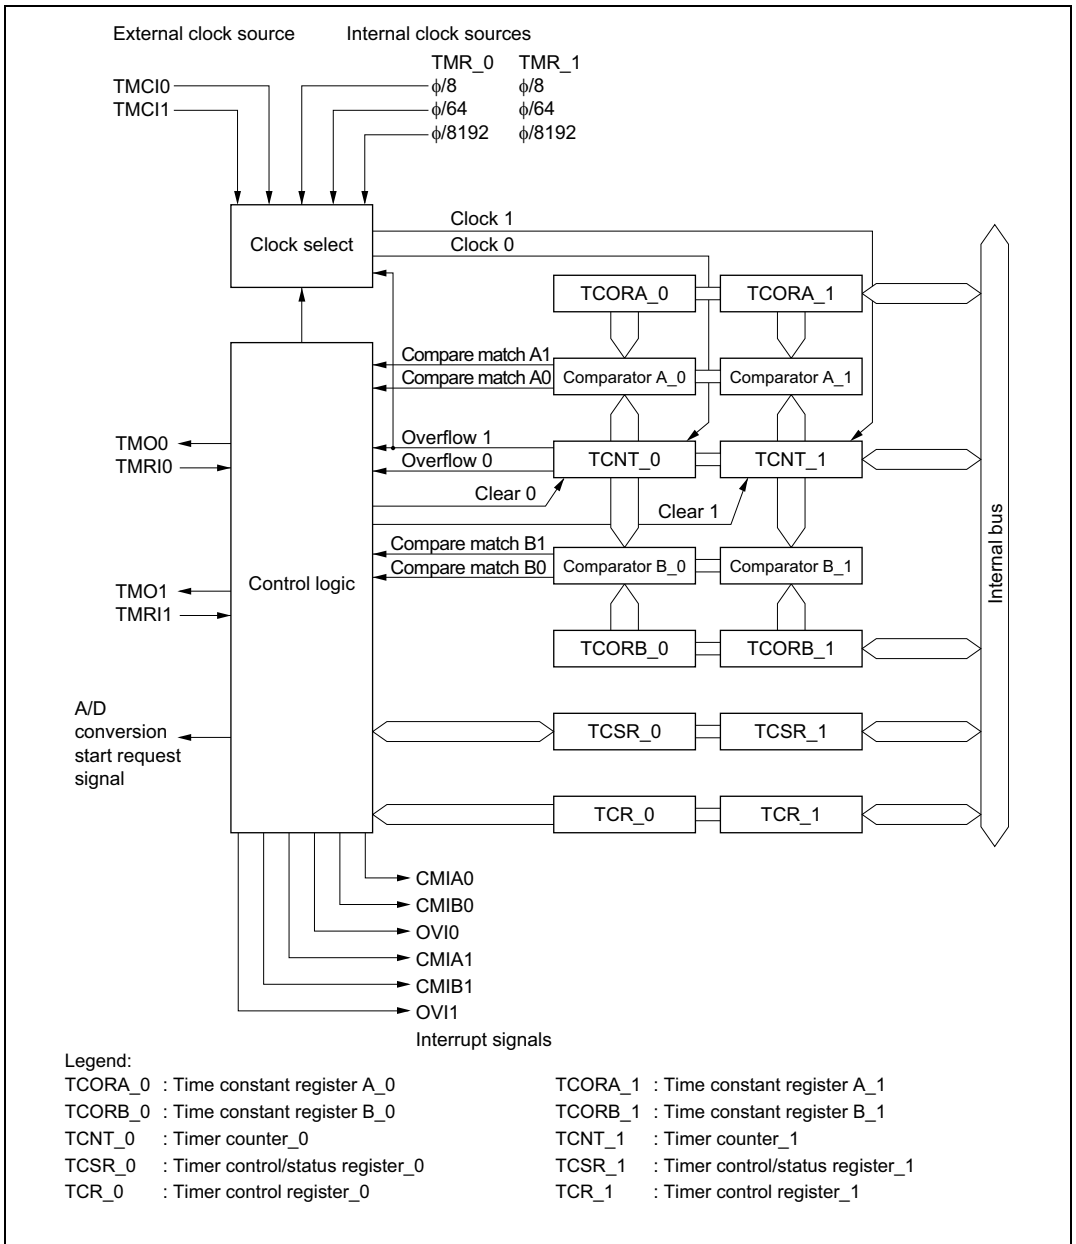 External clock source Internal clock sources
TMR_0 TMR_1
TMCI0 ϕ/8 ϕ/8
TMCI1 ϕ/64 ϕ/64
ϕ/8192 ϕ/8192
Clock 1
Clock select Clock 0
TCORA_0 TCORA_1
Compare match A1
Compare match A0 Comparator A_0 Comparator A_1
TMO0 Overflow 1
TMRI0 Overflow 0 TCNT_0 TCNT_1
Clear 0
Clear 1
Internal bus
Compare match B1
Compare match B0 Comparator B_0 Comparator B_1
Control logic
TMO1
TMRI1
TCORB_0 TCORB_1
A/D
conversion
start request
signal
TCSR_0 TCSR_1
TCR_0 TCR_1
CMIA0
CMIB0
OVI0
CMIA1
CMIB1
OVI1
Interrupt signals
Legend:
TCORA_0 : Time constant register A_0 TCORA_1 : Time constant register A_1
TCORB_0 : Time constant register B_0 TCORB_1 : Time constant register B_1
TCNT_0 : Timer counter_0 TCNT_1 : Timer counter_1
TCSR_0 : Timer control/status register_0 TCSR_1 : Timer control/status register_1
TCR_0 : Timer control register_0 TCR_1 : Timer control register_1